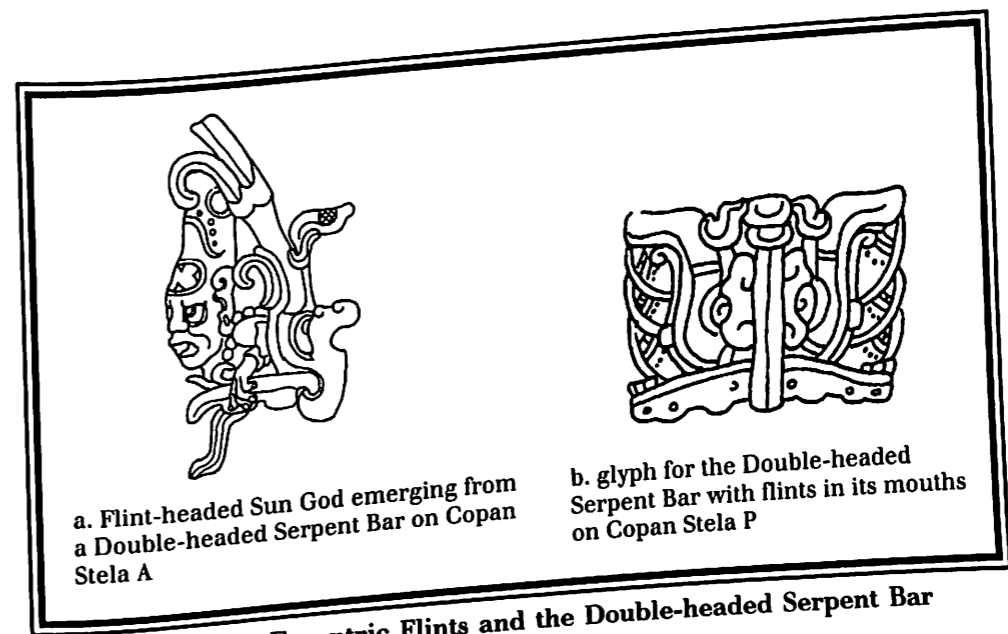 a. Flint-headed Sun God emerging from
a Double-headed Serpent Bar on Copan
Stela A
b. glyph for the Double-headed
Serpent Bar with flints in its mouths
on Copan Stela P
Flints and the Double-headed Serpent Bar